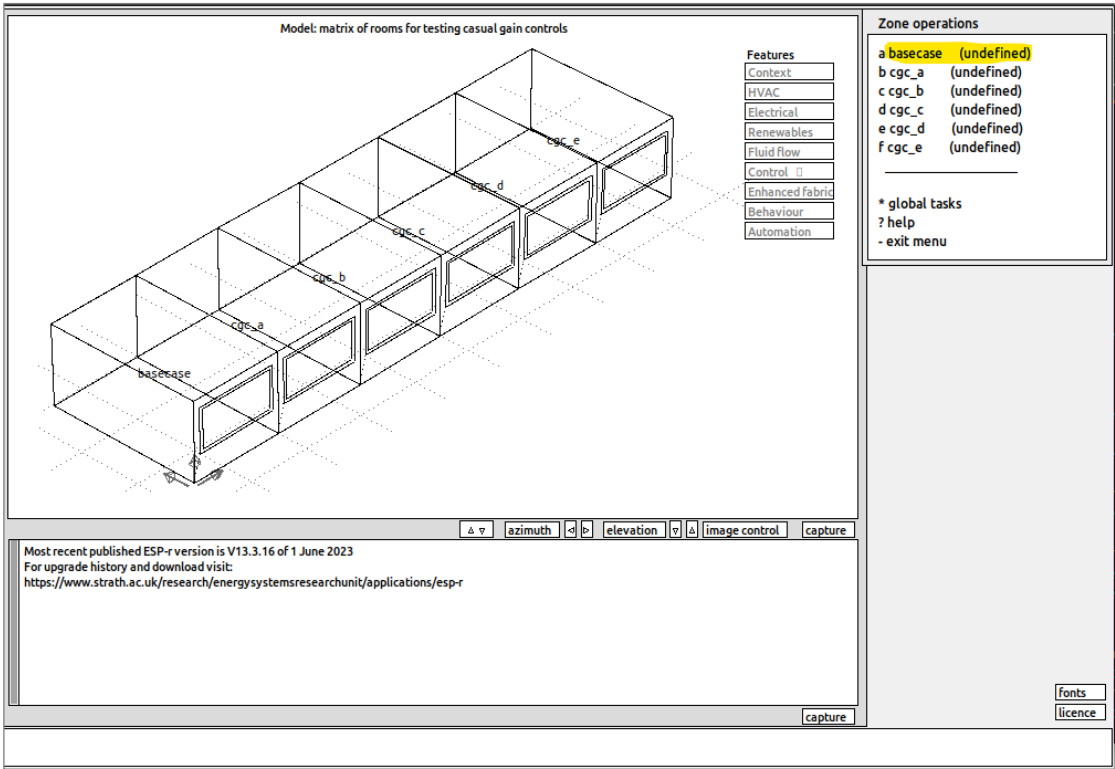 Model: matrix of rooms for testing casual gain controls
Features
Context
HVAC
Electrical
Renewables
Fluid flow
Control
Enhanced fabric
Behaviour
Automation
cgc_e
cgc_d
cgc_c
cgc_b
cgc_a
basecase
azimuth
elevation
image control
capture
Most recent published ESP-r version is V13.3.16 of 1 June 2023
For upgrade history and download visit:
https://www.strath.ac.uk/research/energysystemsresearchunit/applications/esp-r
capture
Zone operations
a basecase (undefined)
b cgc_a (undefined)
c cgc_b (undefined)
d cgc_c (undefined)
e cgc_d (undefined)
f cgc_e (undefined)
* global tasks
? help
- exit menu
fonts
licence